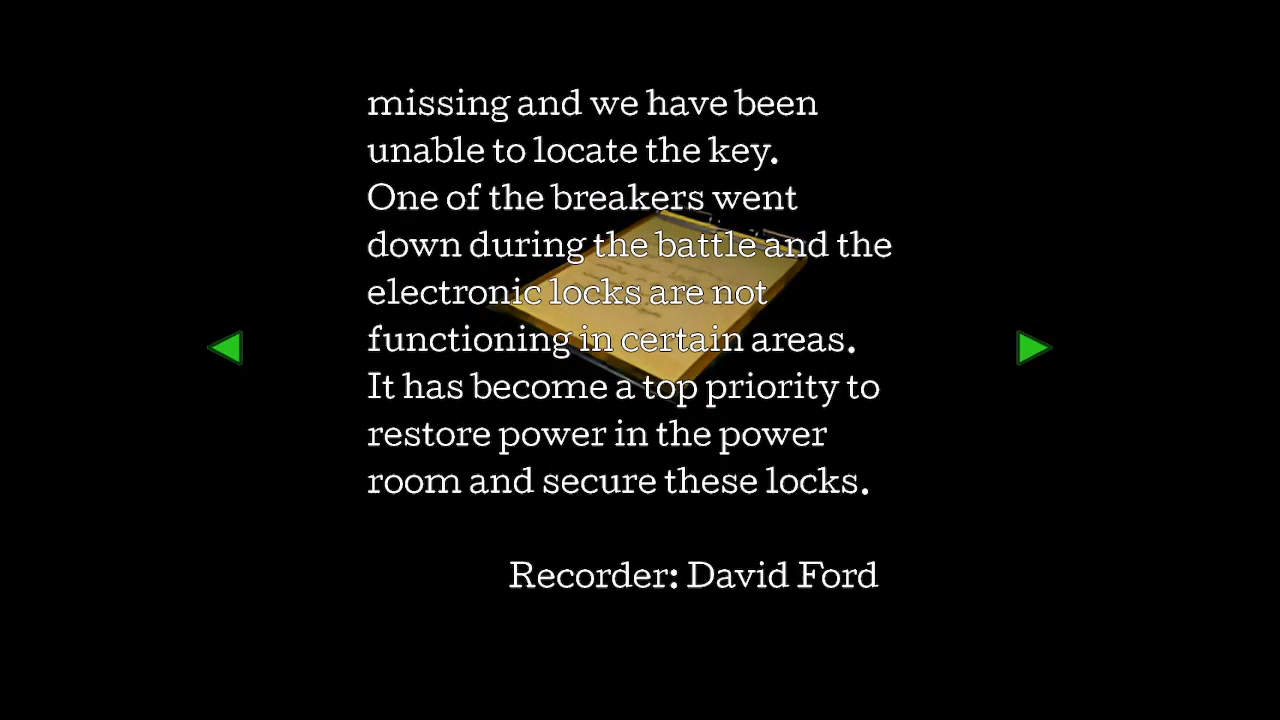 missing and we have been
unable to locate the key.
One of the breakers went
down during the battle and the
electronic locks are not
functioning in certain areas.
It has become a top priority to
restore power in the power
room and secure these locks.
Recorder: David Ford